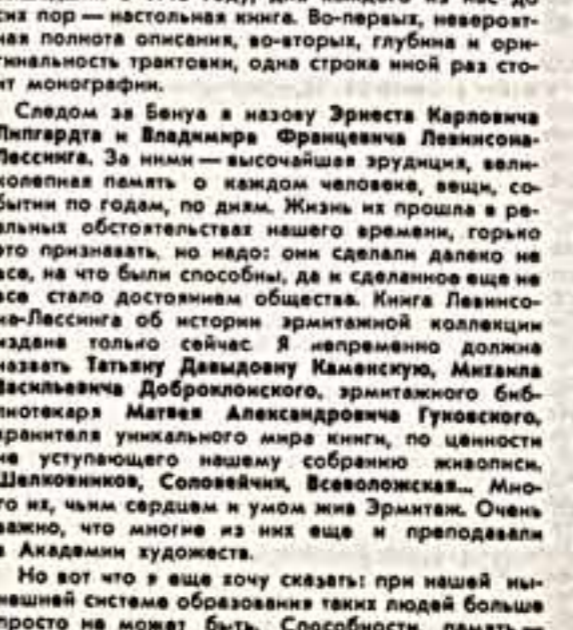 сих пор — настольная книга. Во-первых, невероят-
ная полнота описания, во-вторых, глубина и ори-
гинальность трактовки, одна строка иной раз сто-
ит монографии.
Следом за Бенуа я назову Эрнеста Карловича
Липгардта и Владимира Францевича Левинсона-
Лессинга. За ними — высочайшая эрудиция, вели-
колепная память о каждом человеке, вещи, со-
бытии по годам, по дням. Жизнь их прошла в ре-
альных обстоятельствах нашего времени, горько
это признавать, но надо: они сделали далеко не
все, на что были способны, да и сделанное еще не
все стало достоянием общества. Книга Левинсо-
на-Лессинга об истории эрмитажной коллекции
издана только сейчас. Я непременно должна
назвать Татьяну Давыдовну Каменскую, Михаила
Васильевича Доброклонского, эрмитажного биб-
лиотекаря Матвея Александровича Гуковского,
хранителя уникального мира книги, по ценности
не уступающего нашему собранию живописи.
Шелковников, Соловейчик, Всеволожская... Мно-
го их, чьим сердцем и умом жив Эрмитаж. Очень
важно, что многие из них еще и преподавали
в Академии художеств.
Но вот что я еще хочу сказать: при нашей ны-
нешней системе образования таких людей больше
просто не может быть. Способности, память —